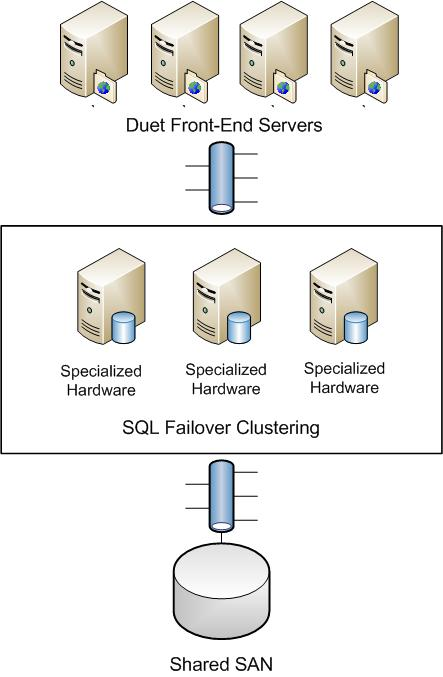 Duet Front-End Servers
Specialized
Hardware
Specialized
Hardware
Specialized
Hardware
SQL Failover Clustering
Shared SAN